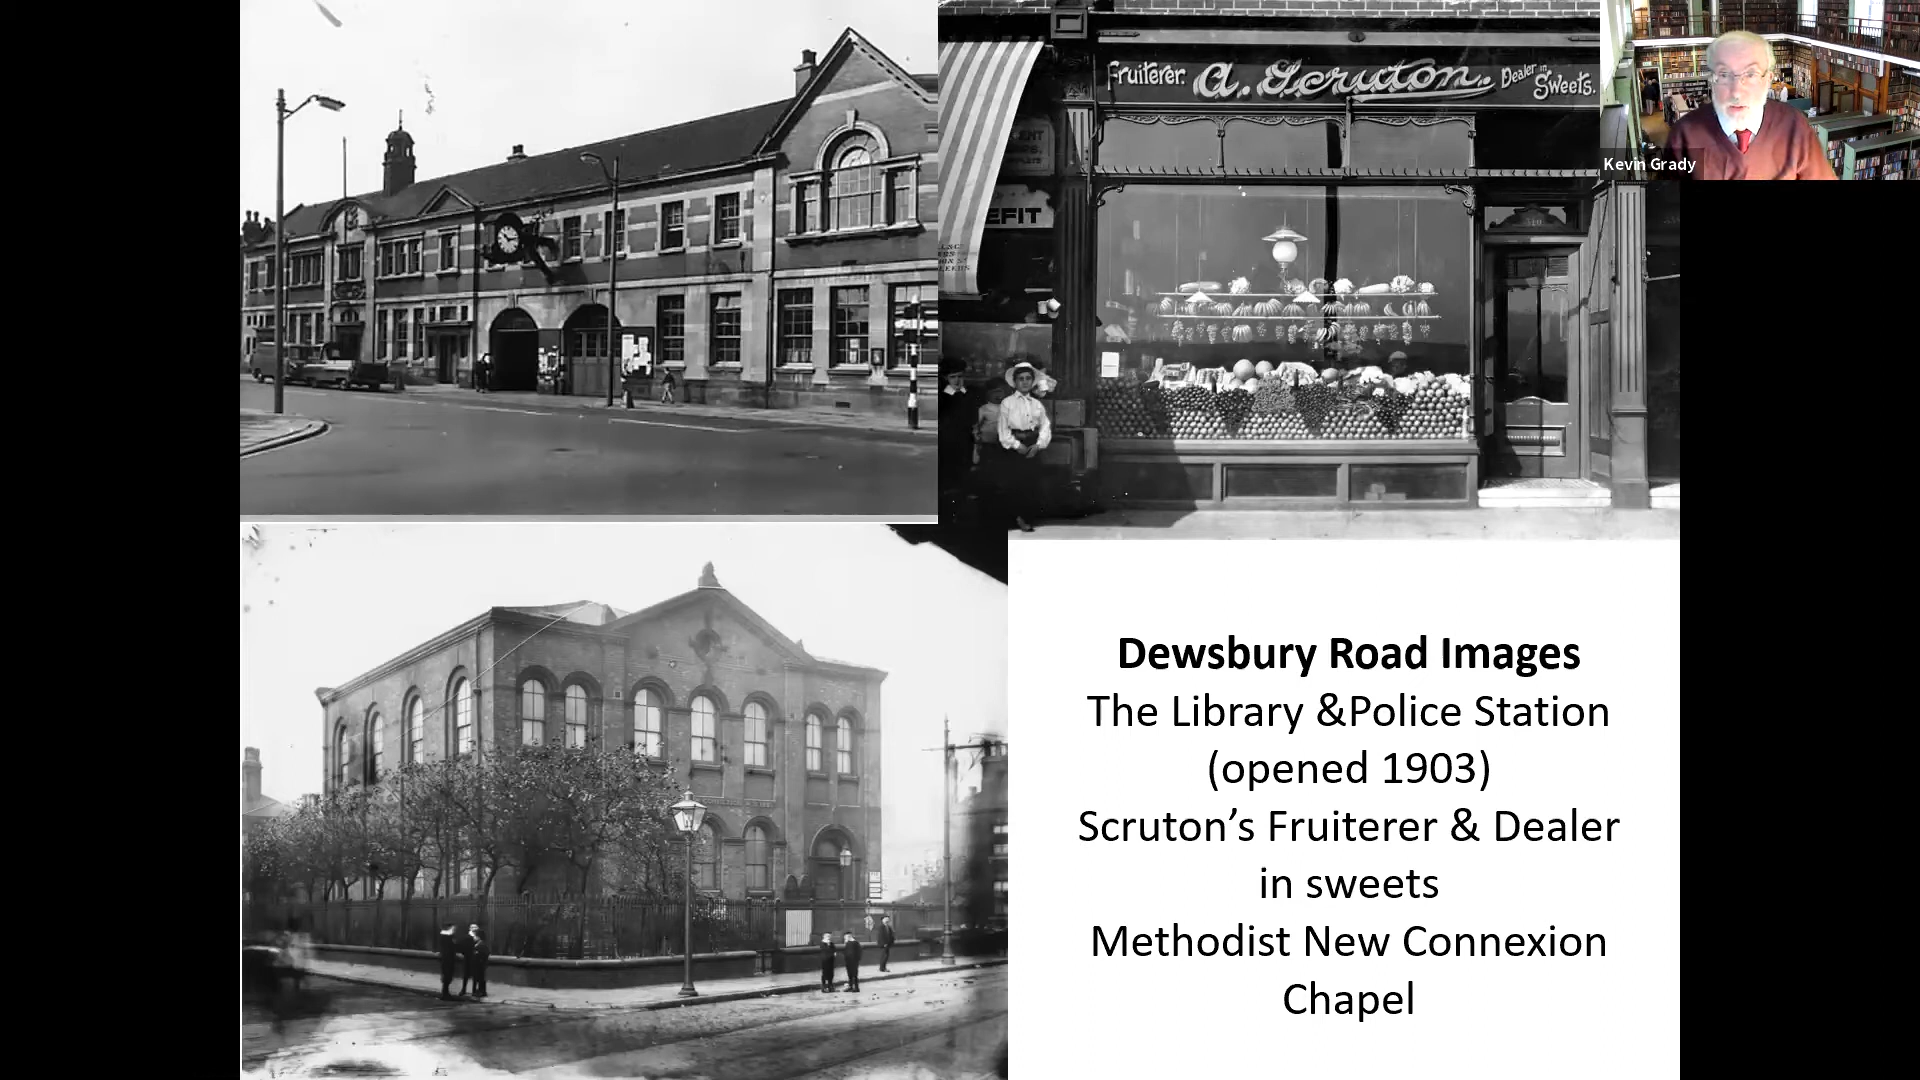 Fruiterer. A. Scruton. Dealer in Sweets.
EFIT
Kevin Grady
Dewsbury Road Images
The Library &Police Station
(opened 1903)
Scruton’s Fruiterer & Dealer
in sweets
Methodist New Connexion
Chapel